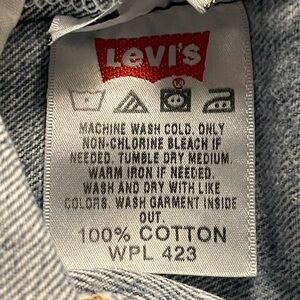 LEVI'S
MACHINE WASH COLD. ONLY
NON-CHLORINE BLEACH IF
NEEDED. TUMBLE DRY MEDIUM.
WARM IRON IF NEEDED.
WASH AND DRY WITH LIKE
COLORS. WASH GARMENT INSIDE
OUT.
100% COTTON
WPL 423